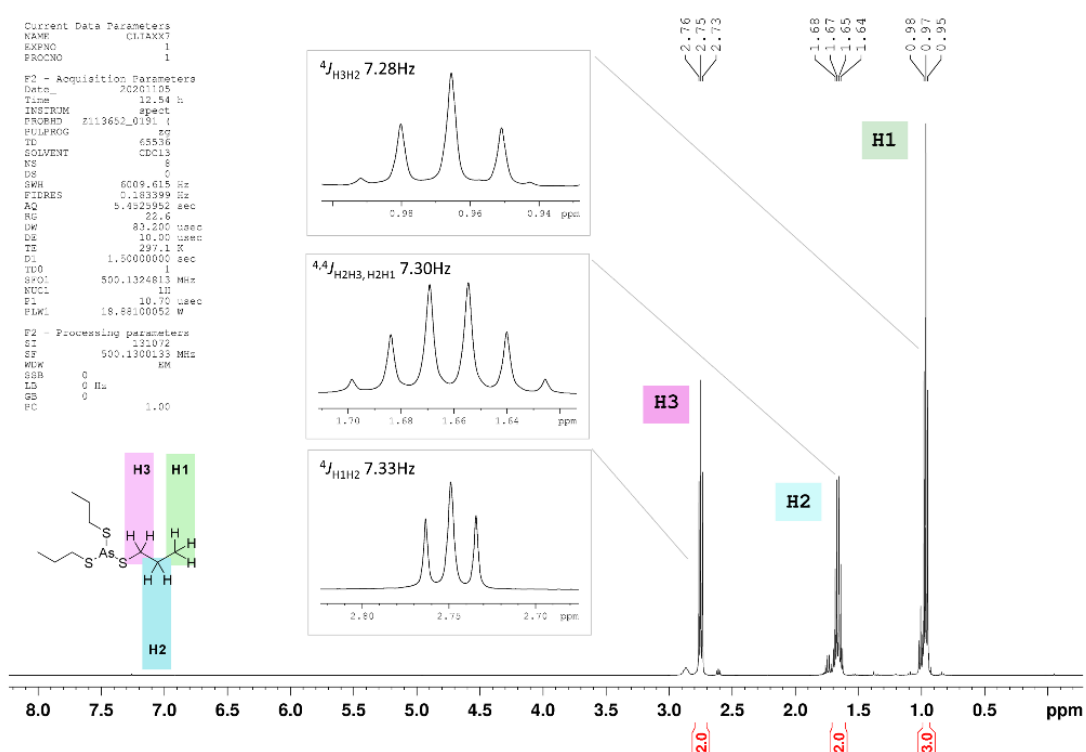 Current Data Parameters
NAME CLIAXX7
EXPNO 1
PROCNO 1
F2 - Acquisition Parameters
Date_ 20201105
Time 12.54 h
INSTRUM spect
PROBHD Z113652_0191 (
PULPROG zg
TD 65536
SOLVENT CDCl3
NS 8
DS 0
SWH 6009.615 Hz
FIDRES 0.183399 Hz
AQ 5.4525952 sec
RG 22.6
DW 83.200 usec
DE 10.00 usec
TE 297.1 K
D1 1.50000000 sec
TD0 1
SFO1 500.1324813 MHz
NUC1 1H
P1 10.70 usec
PLW1 18.88100052 W
F2 - Processing parameters
SI 131072
SF 500.1300133 MHz
WDW EM
SSB 0
LB 0 Hz
GB 0
PC 1.00
2.76
2.75
2.73
1.68
1.67
1.65
1.64
0.98
0.97
0.95
4JH3H2 7.28Hz
0.98 0.96 0.94 ppm
4,4JH2H3, H2H1 7.30Hz
1.70 1.68 1.66 1.64 ppm
4JH1H2 7.33Hz
2.80 2.75 2.70 ppm
H1
H3
H2
H3 H1
H H H
S
As H
S S H
H H
H2
8.0 7.5 7.0 6.5 6.0 5.5 5.0 4.5 4.0 3.5 3.0 2.5 2.0 1.5 1.0 0.5 ppm
2.0 2.0 3.0